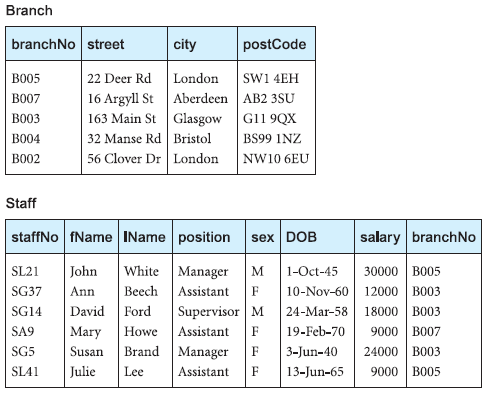 Branch
branchNo street city postCode
B005 22 Deer Rd London SW1 4EH
B007 16 Argyll St Aberdeen AB2 3SU
B003 163 Main St Glasgow G11 9QX
B004 32 Manse Rd Bristol BS99 1NZ
B002 56 Clover Dr London NW10 6EU
Staff
staffNo fName lName position sex DOB salary branchNo
SL21 John White Manager M 1-Oct-45 30000 B005
SG37 Ann Beech Assistant F 10-Nov-60 12000 B003
SG14 David Ford Supervisor M 24-Mar-58 18000 B003
SA9 Mary Howe Assistant F 19-Feb-70 9000 B007
SG5 Susan Brand Manager F 3-Jun-40 24000 B003
SL41 Julie Lee Assistant F 13-Jun-65 9000 B005